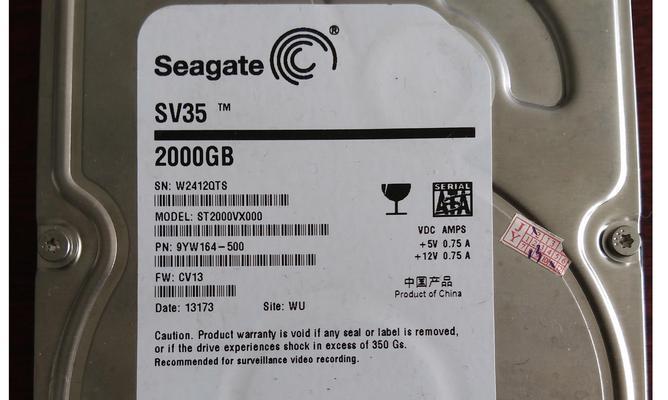 Seagate ®
SV35 ™
2000GB
SN: W2412QTS
MODEL: ST2000VX000
PN: 9YW164-500
FW: CV13
Date: 13173 Site: WU
SERIAL
ATA
VDC AMPS
+5V 0.75 A
+12V 0.75 A
中国产品
Product of China
Caution. Product warranty is void if any seal or label is removed,
or if the drive experiences shock in excess of 350 Gs.
Recommended for surveillance video recording.
JY